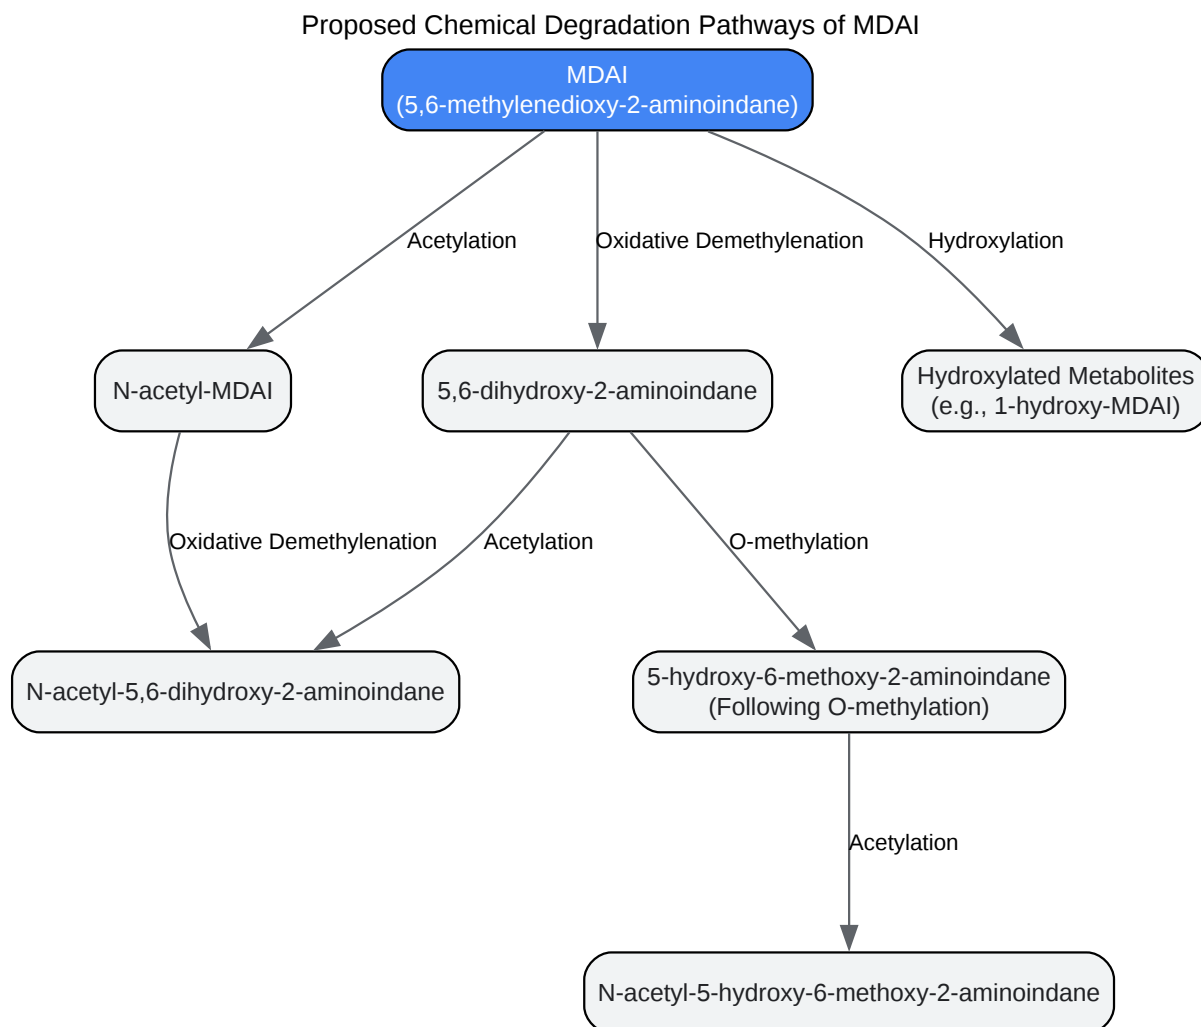 Proposed Chemical Degradation Pathways of MDAI
MDAI
(5,6-methylenedioxy-2-aminoindane)
Acetylation
Oxidative Demethylenation
Hydroxylation
N-acetyl-MDAI
5,6-dihydroxy-2-aminoindane
Hydroxylated Metabolites
(e.g., 1-hydroxy-MDAI)
Oxidative Demethylenation
Acetylation
O-methylation
N-acetyl-5,6-dihydroxy-2-aminoindane
5-hydroxy-6-methoxy-2-aminoindane
(Following O-methylation)
Acetylation
N-acetyl-5-hydroxy-6-methoxy-2-aminoindane